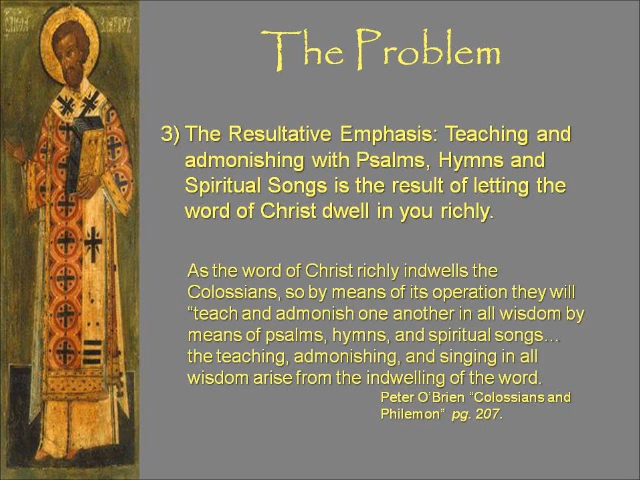 The Problem
3) The Resultative Emphasis: Teaching and
admonishing with Psalms, Hymns and
Spiritual Songs is the result of letting the
word of Christ dwell in you richly.
As the word of Christ richly indwells the
Colossians, so by means of its operation they will
“teach and admonish one another in all wisdom by
means of psalms, hymns, and spiritual songs…
the teaching, admonishing, and singing in all
wisdom arise from the indwelling of the word.
Peter O’Brien “Colossians and
Philemon” pg. 207.